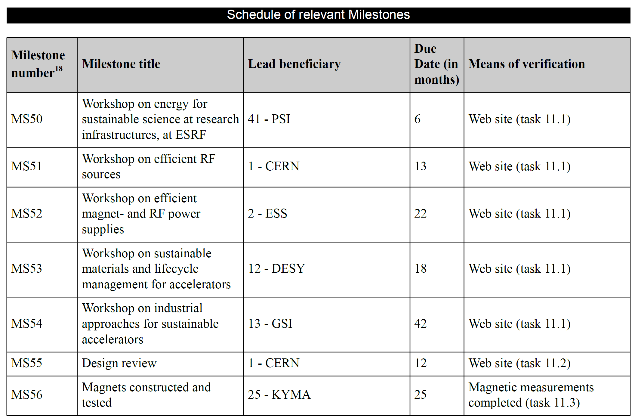 Schedule of relevant Milestones
Milestone number18 Milestone title Lead beneficiary Due Date (in months) Means of verification
MS50 Workshop on energy for sustainable science at research infrastructures, at ESRF 41 - PSI 6 Web site (task 11.1)
MS51 Workshop on efficient RF sources 1 - CERN 13 Web site (task 11.1)
MS52 Workshop on efficient magnet- and RF power supplies 2 - ESS 22 Web site (task 11.1)
MS53 Workshop on sustainable materials and lifecycle management for accelerators 12 - DESY 18 Web site (task 11.1)
MS54 Workshop on industrial approaches for sustainable accelerators 13 - GSI 42 Web site (task 11.1)
MS55 Design review 1 - CERN 12 Web site (task 11.2)
MS56 Magnets constructed and tested 25 - KYMA 25 Magnetic measurements completed (task 11.3)